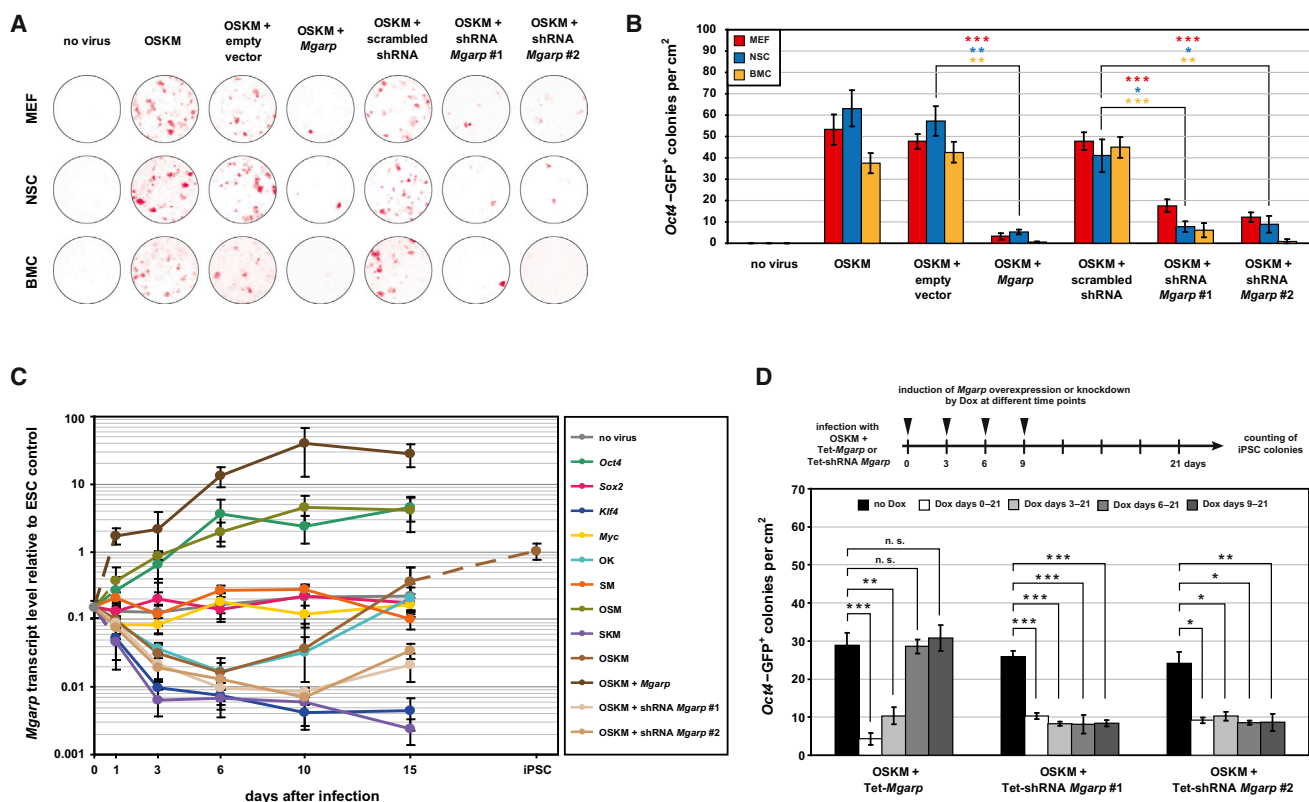 A
no virus
OSKM
OSKM +
empty
vector
OSKM +
Mgarp
OSKM +
scrambled
shRNA
OSKM +
shRNA
Mgarp #1
OSKM +
shRNA
Mgarp #2
MEF
NSC
BMC
B
Oct4–GFP+ colonies per cm2
100
90
80
70
60
50
40
30
20
10
0
MEF
NSC
BMC
***
**
**
***
*
**
***
*
***
no virus
OSKM
OSKM +
empty
vector
OSKM +
Mgarp
OSKM +
scrambled
shRNA
OSKM +
shRNA
Mgarp #1
OSKM +
shRNA
Mgarp #2
C
Mgarp transcript level relative to ESC control
100
10
1
0.1
0.01
0.001
0
1
3
6
10
15
iPSC
days after infection
no virus
Oct4
Sox2
Klf4
Myc
OK
SM
OSM
SKM
OSKM
OSKM + Mgarp
OSKM + shRNA Mgarp #1
OSKM + shRNA Mgarp #2
D
induction of Mgarp overexpression or knockdown
by Dox at different time points
infection with
OSKM +
Tet-Mgarp or
Tet-shRNA Mgarp
0
3
6
9
21 days
counting of
iPSC colonies
Oct4–GFP+ colonies per cm2
70
60
50
40
30
20
10
0
no Dox
Dox days 0–21
Dox days 3–21
Dox days 6–21
Dox days 9–21
n. s.
n. s.
**
***
***
***
***
***
**
*
*
*
OSKM +
Tet-Mgarp
OSKM +
Tet-shRNA Mgarp #1
OSKM +
Tet-shRNA Mgarp #2